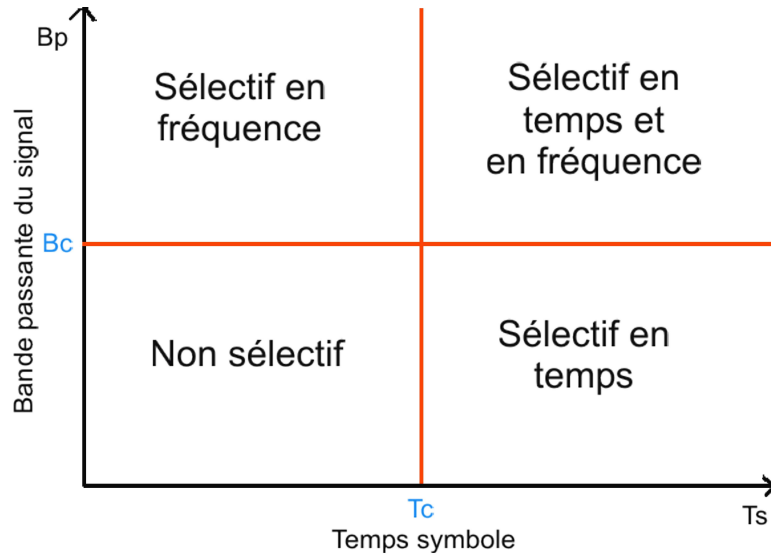 Bp
Bande passante du signal
Sélectif en
fréquence
Sélectif en
temps et
en fréquence
Bc
Non sélectif
Sélectif en
temps
Tc
Ts
Temps symbole